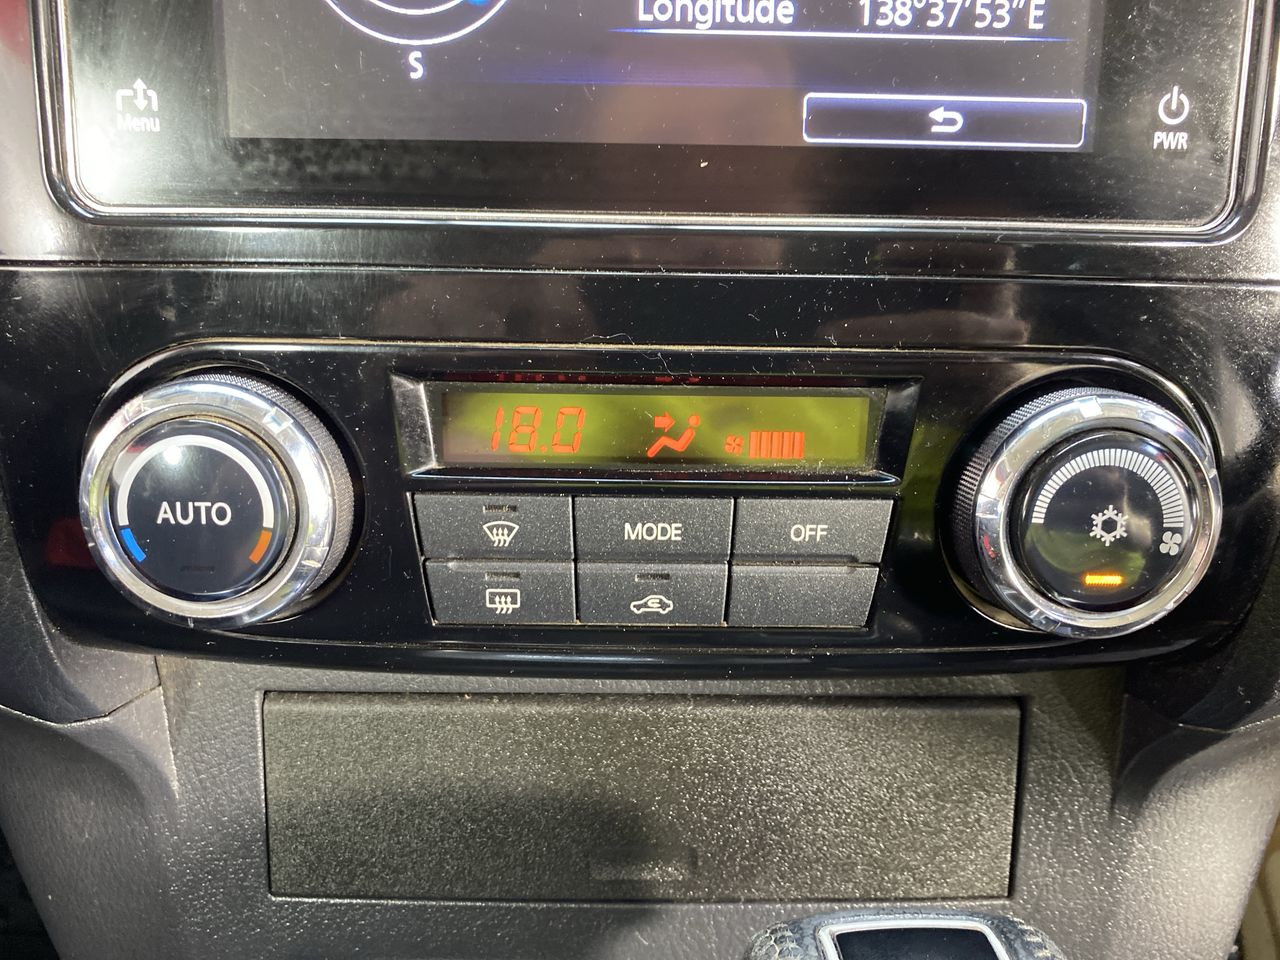 Longitude 138°37'53"E
S
Menu
PWR
18.0
AUTO
MODE
OFF